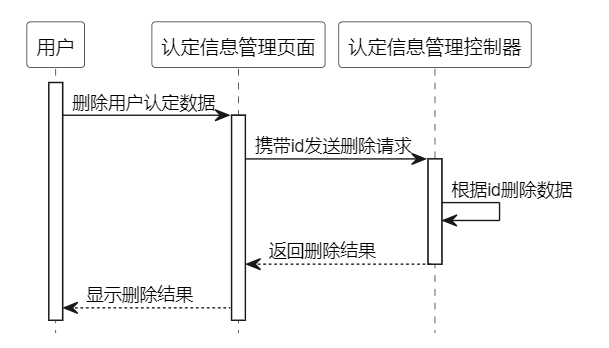 用户
认定信息管理页面
认定信息管理控制器
删除用户认定数据
携带id发送删除请求
根据id删除数据
返回删除结果
显示删除结果